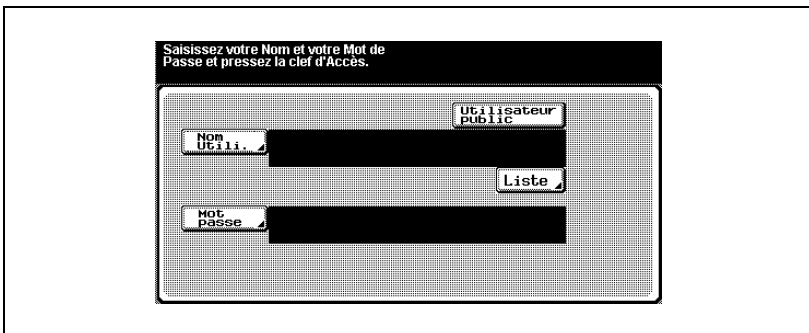 Saisissez votre Nom et votre Mot de
Passe et pressez la clef d'Accès.
Utilisateur
public
Nom
Utili.
Liste
Mot
passe